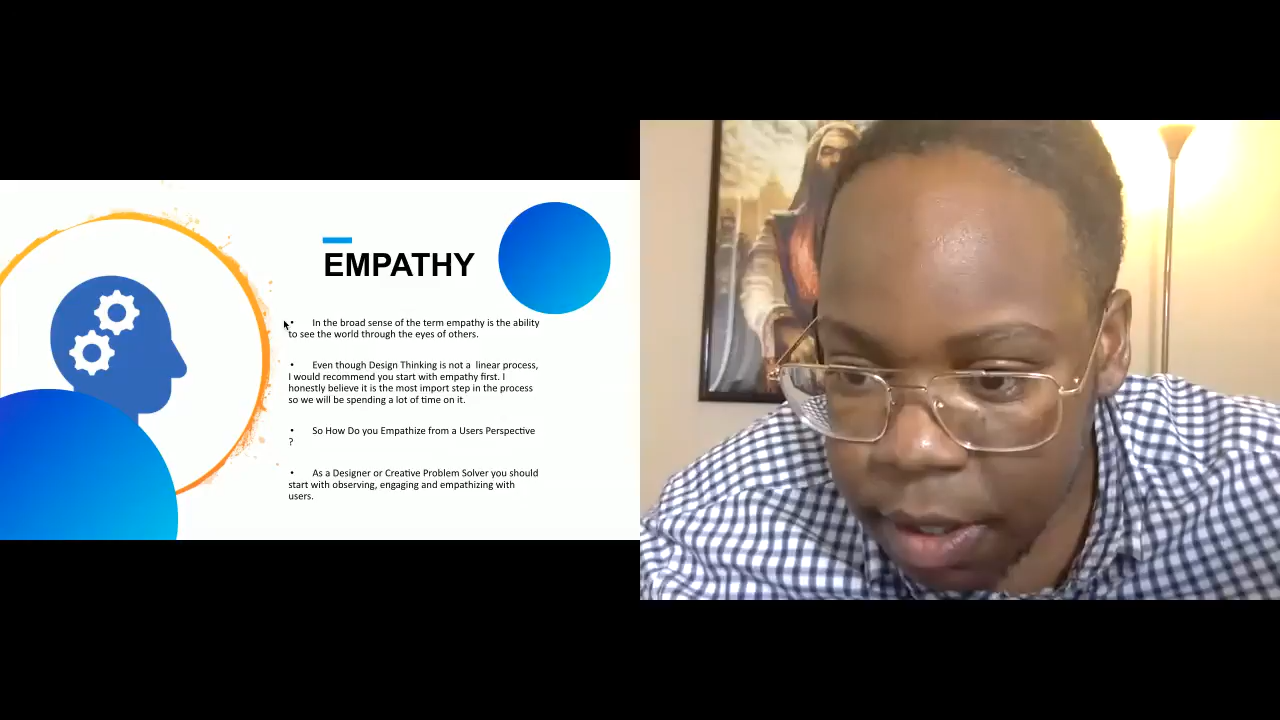 EMPATHY
• In the broad sense of the term empathy is the ability
to see the world through the eyes of others.
• Even though Design Thinking is not a linear process,
I would recommend you start with empathy first. I
honestly believe it is the most import step in the process
so we will be spending a lot of time on it.
• So How Do you Empathize from a Users Perspective
?
• As a Designer or Creative Problem Solver you should
start with observing, engaging and empathizing with
users.